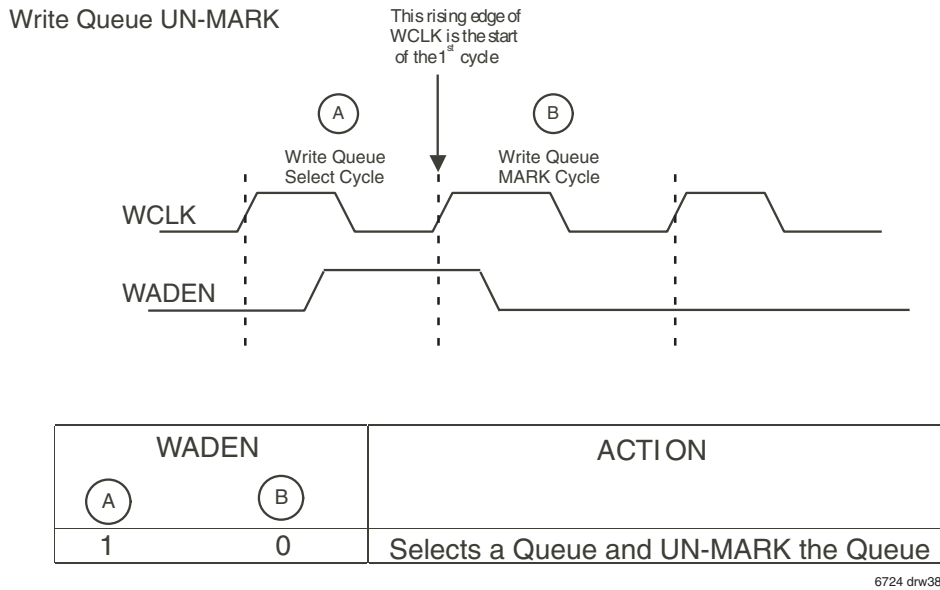 Write Queue UN-MARK
This rising edge of
WCLK is the start
of the 1st cycle
A
B
Write Queue
Select Cycle
Write Queue
MARK Cycle
WCLK
WADEN
WADEN
ACTION
A
B
1
0
Selects a Queue and UN-MARK the Queue
6724 drw38